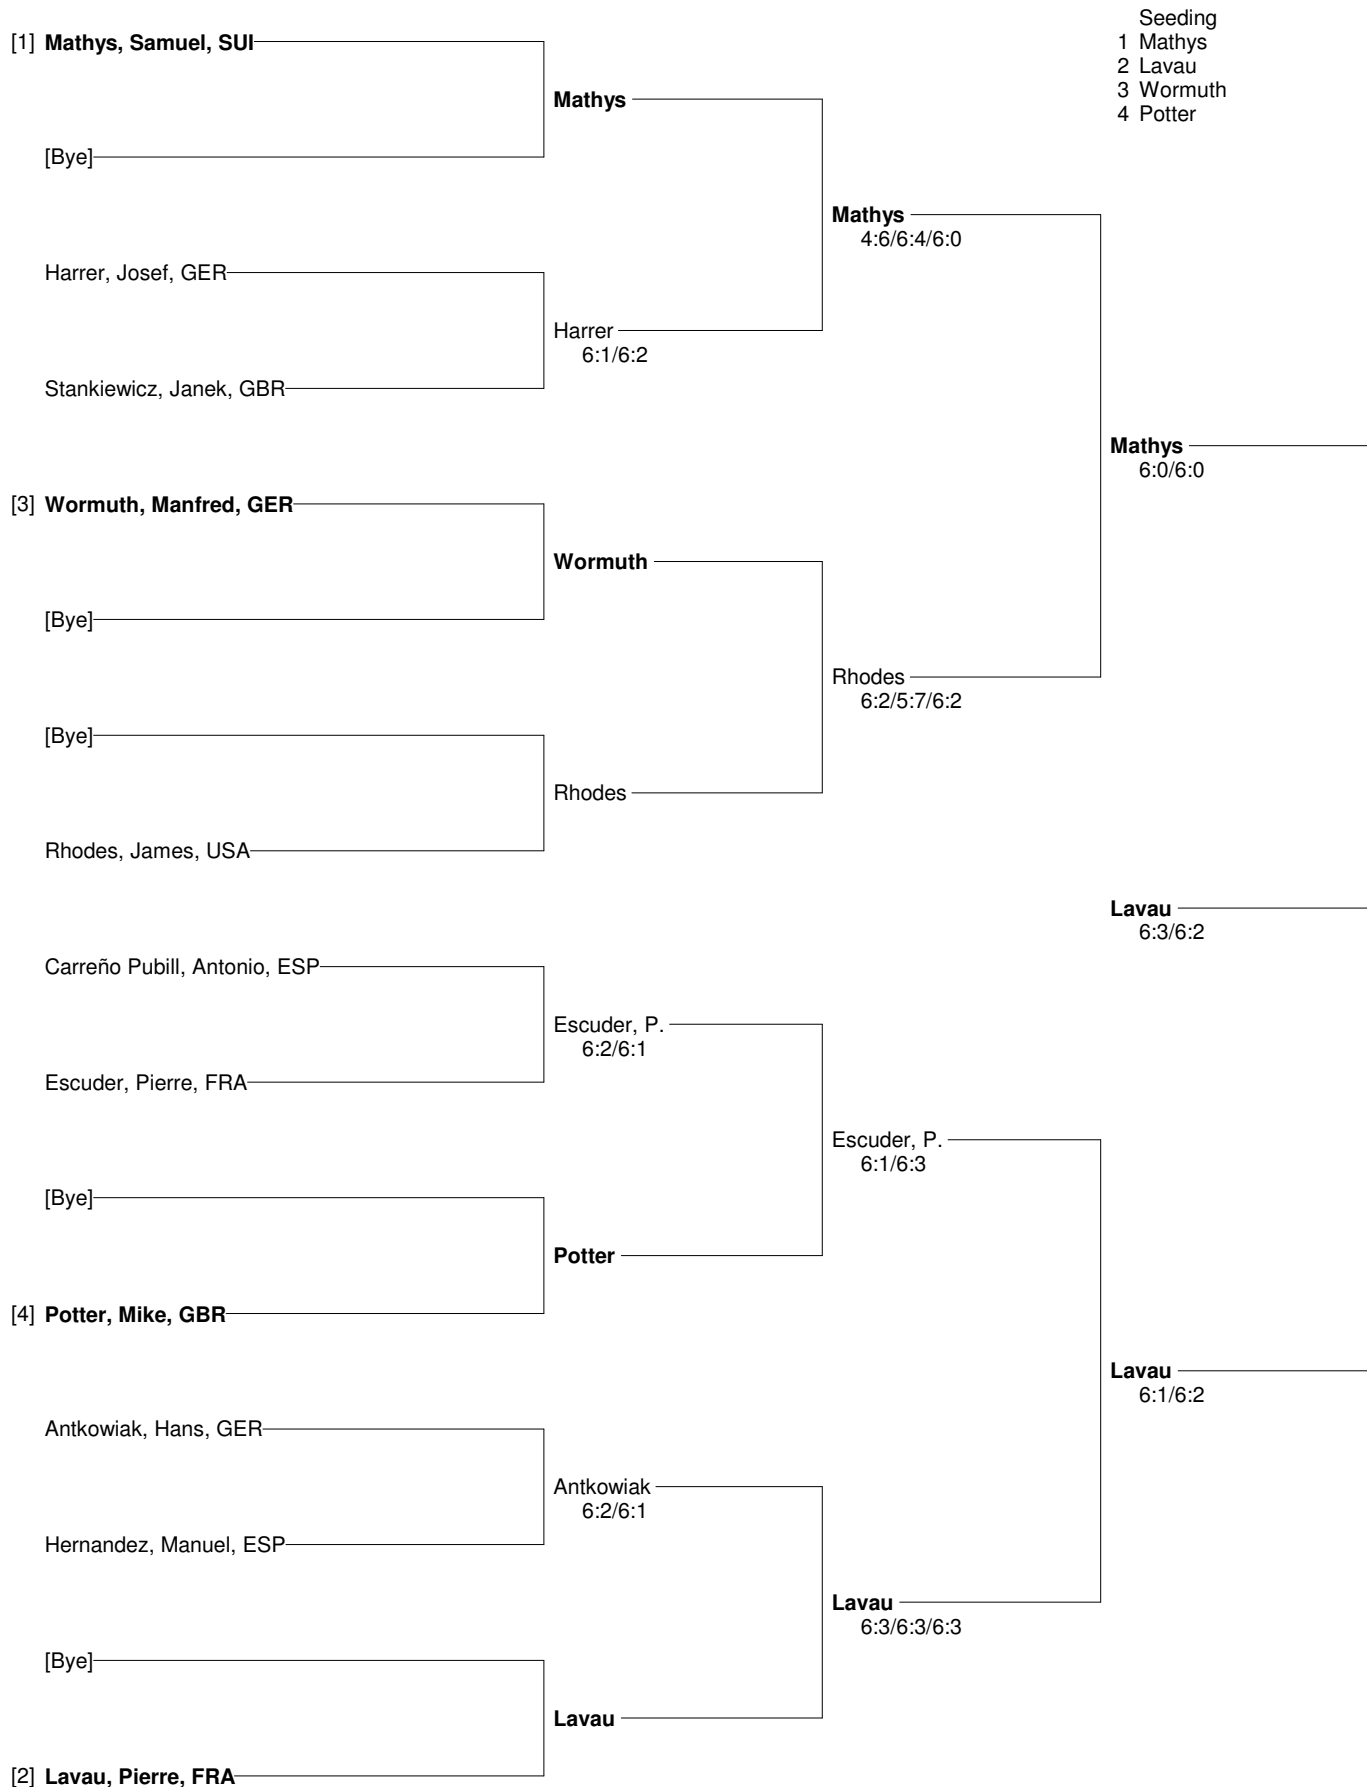 Seeding
1 Mathys
2 Lavau
3 Wormuth
4 Potter
[1] Mathys, Samuel, SUI
[Bye]
Harrer, Josef, GER
Stankiewicz, Janek, GBR
[3] Wormuth, Manfred, GER
[Bye]
[Bye]
Rhodes, James, USA
Carreño Pubill, Antonio, ESP
Escuder, Pierre, FRA
[Bye]
[4] Potter, Mike, GBR
Antkowiak, Hans, GER
Hernandez, Manuel, ESP
[Bye]
[2] Lavau, Pierre, FRA
Mathys
Harrer
6:1/6:2
Wormuth
Rhodes
Escuder, P.
6:2/6:1
Potter
Antkowiak
6:2/6:1
Lavau
Mathys
4:6/6:4/6:0
Rhodes
6:2/5:7/6:2
Escuder, P.
6:1/6:3
Lavau
6:3/6:3/6:3
Mathys
6:0/6:0
Lavau
6:3/6:2
Lavau
6:1/6:2